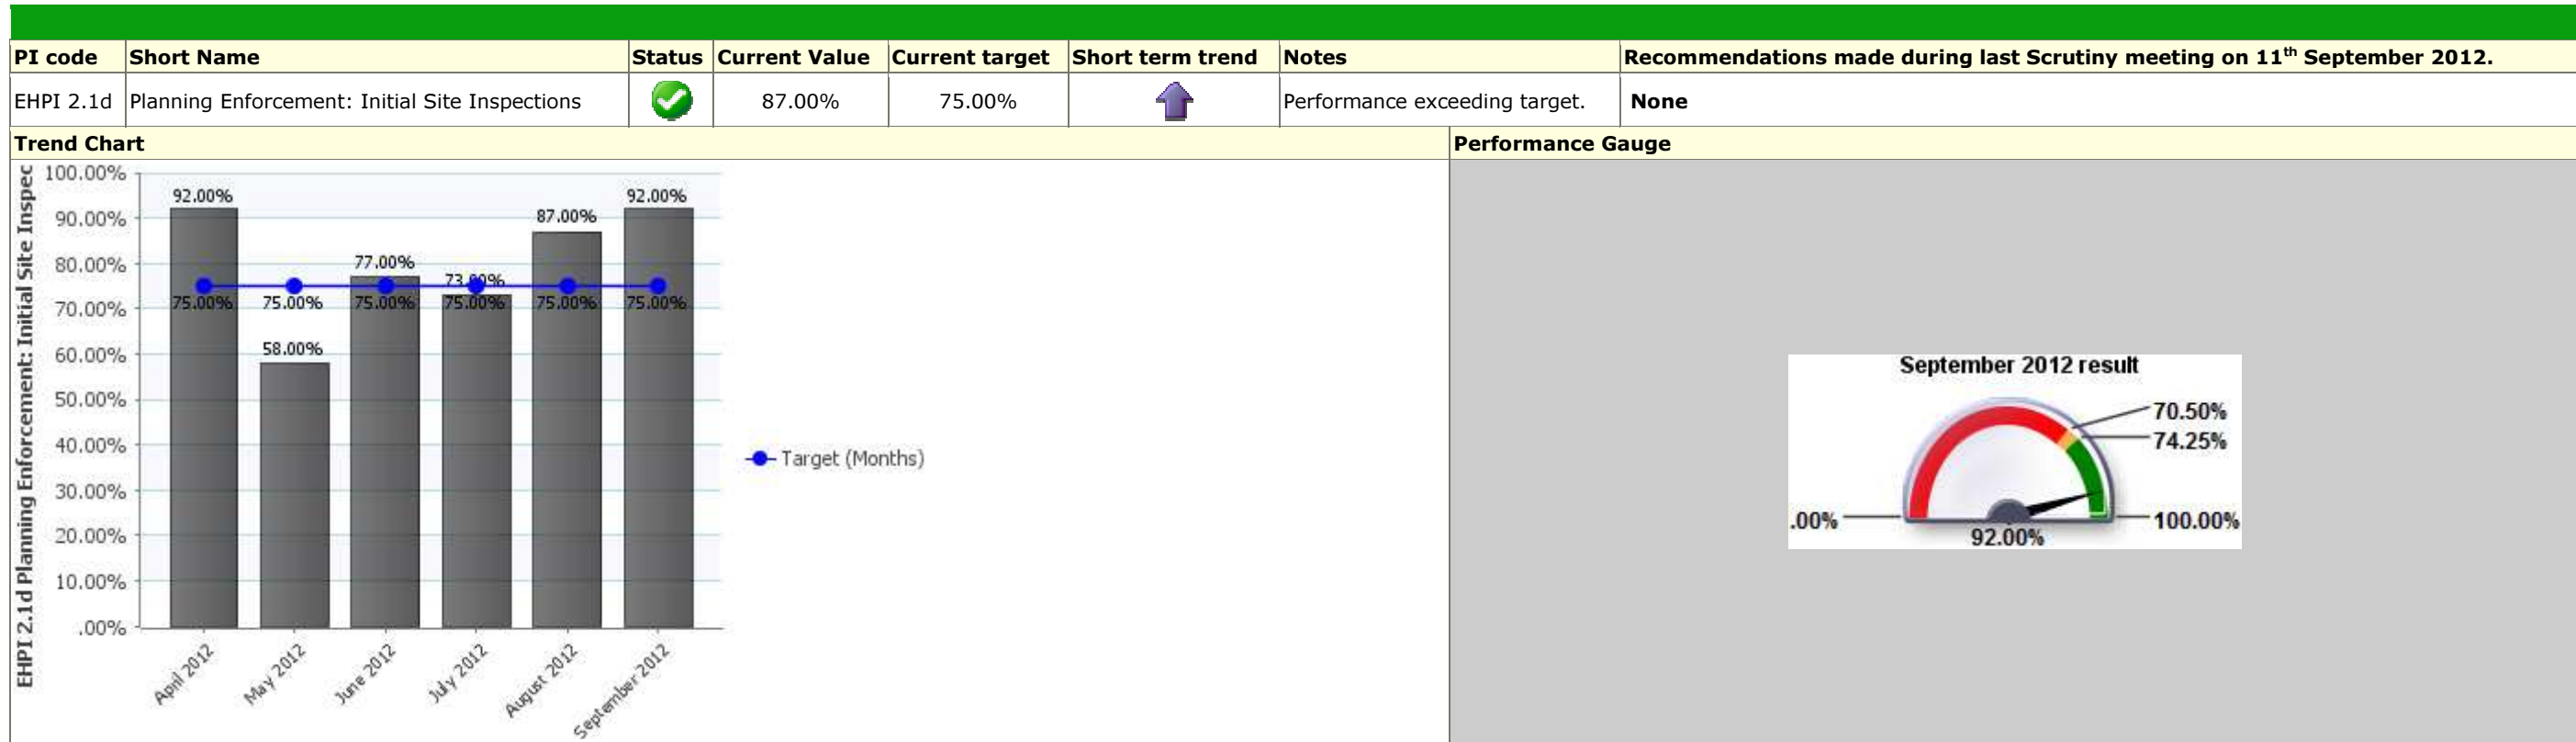 PI code Short Name Status Current Value Current target Short term trend Notes Recommendations made during last Scrutiny meeting on 11th September 2012.
EHPI 2.1d Planning Enforcement: Initial Site Inspections 87.00% 75.00% Performance exceeding target. None
Trend Chart Performance Gauge
EHPI 2.1d Planning Enforcement: Initial Site Inspec
100.00%
90.00%
80.00%
70.00%
60.00%
50.00%
40.00%
30.00%
20.00%
10.00%
.00%
92.00% 58.00% 77.00% 73.00% 87.00% 92.00%
75.00% 75.00% 75.00% 75.00% 75.00% 75.00%
April 2012
May 2012
June 2012
July 2012
August 2012
September 2012
Target (Months)
September 2012 result
70.50%
74.25%
.00% 100.00%
92.00%